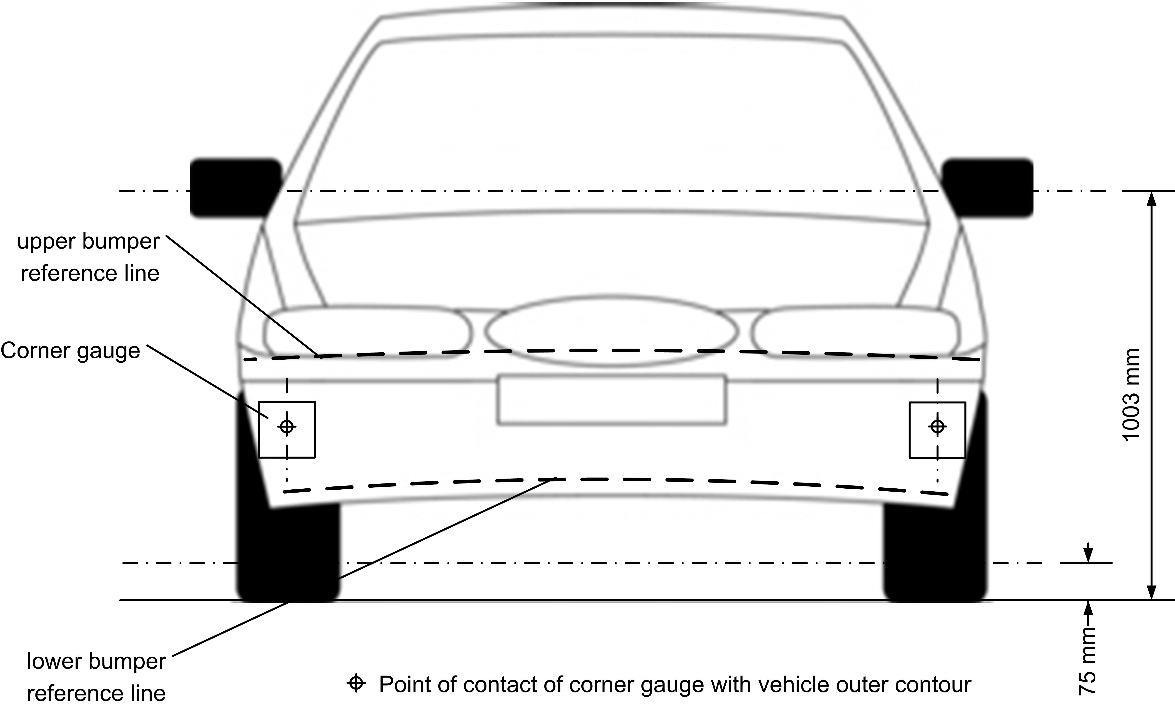 upper bumper
reference line
Corner gauge
1003 mm
75 mm
lower bumper
reference line
Point of contact of corner gauge with vehicle outer contour